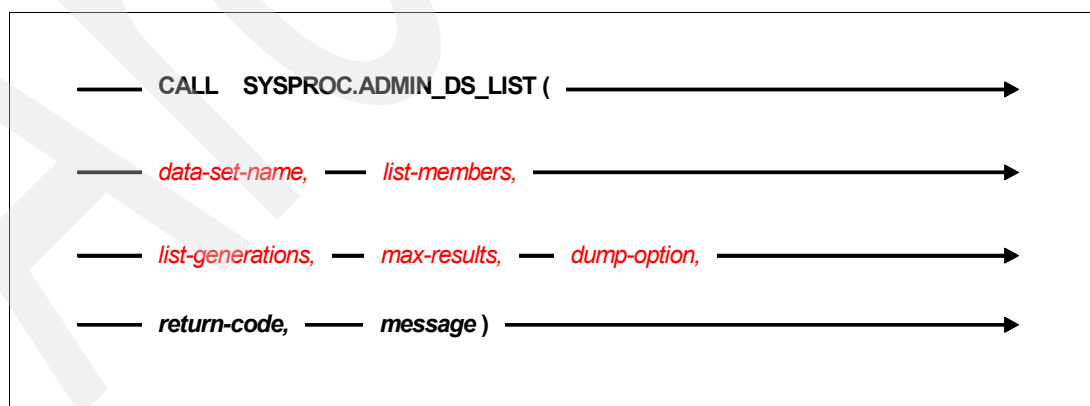 CALL SYSPROC.ADMIN_DS_LIST (
data-set-name, list-members,
list-generations, max-results, dump-option,
return-code, message )